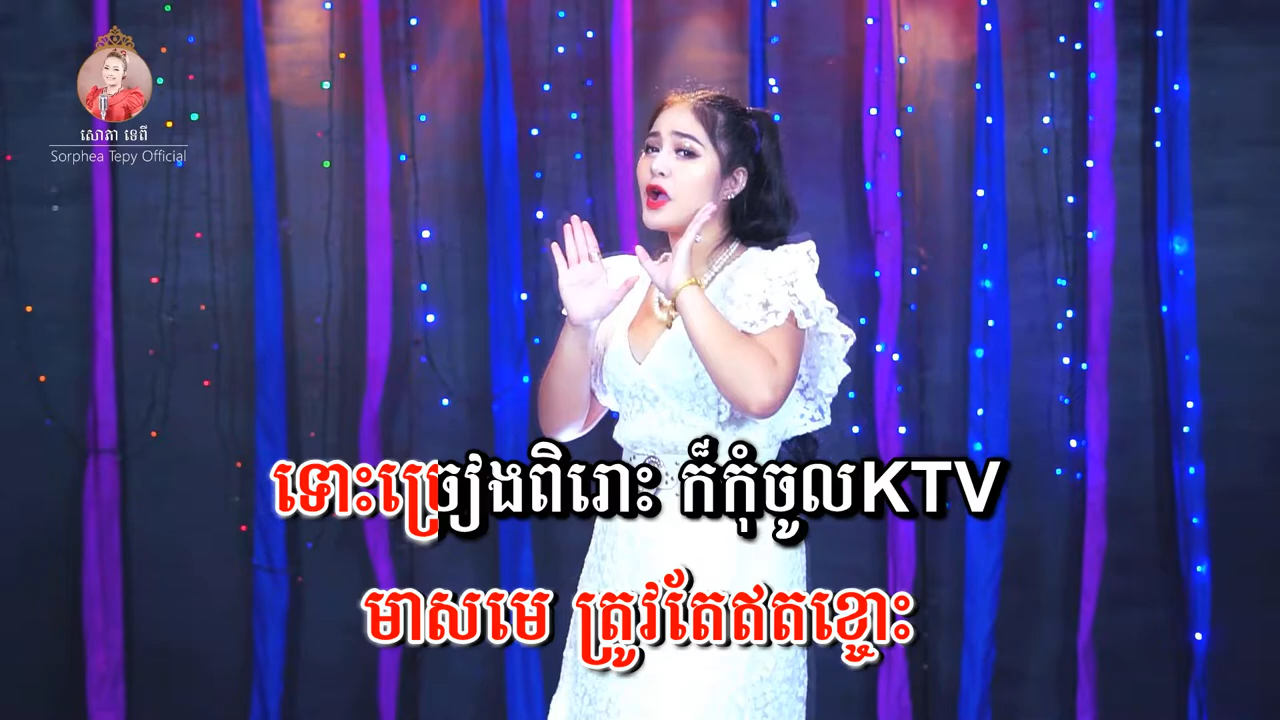 សោភា ទេពី
Sorphea Tepy Official
ទោះច្រៀងពិរោះ ក៏កុំចូលKTV
មាសមេ ត្រូវតែឥតខ្ចោះ